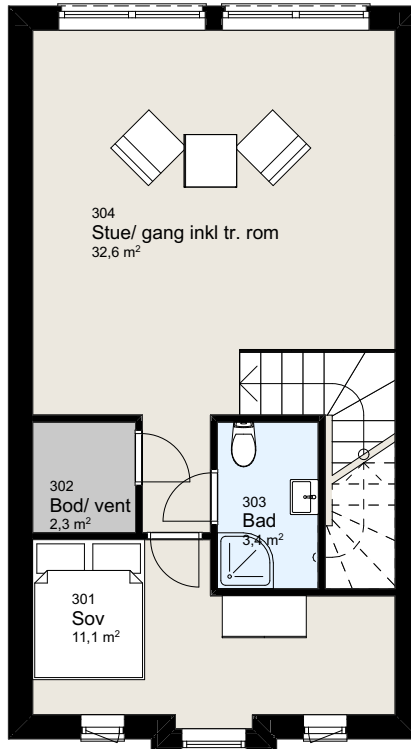 304
Stue/ gang inkl tr. rom
32,6 m²
302
Bod/ vent
2,3 m²
303
Bad
3,4 m²
301
Sov
11,1 m²